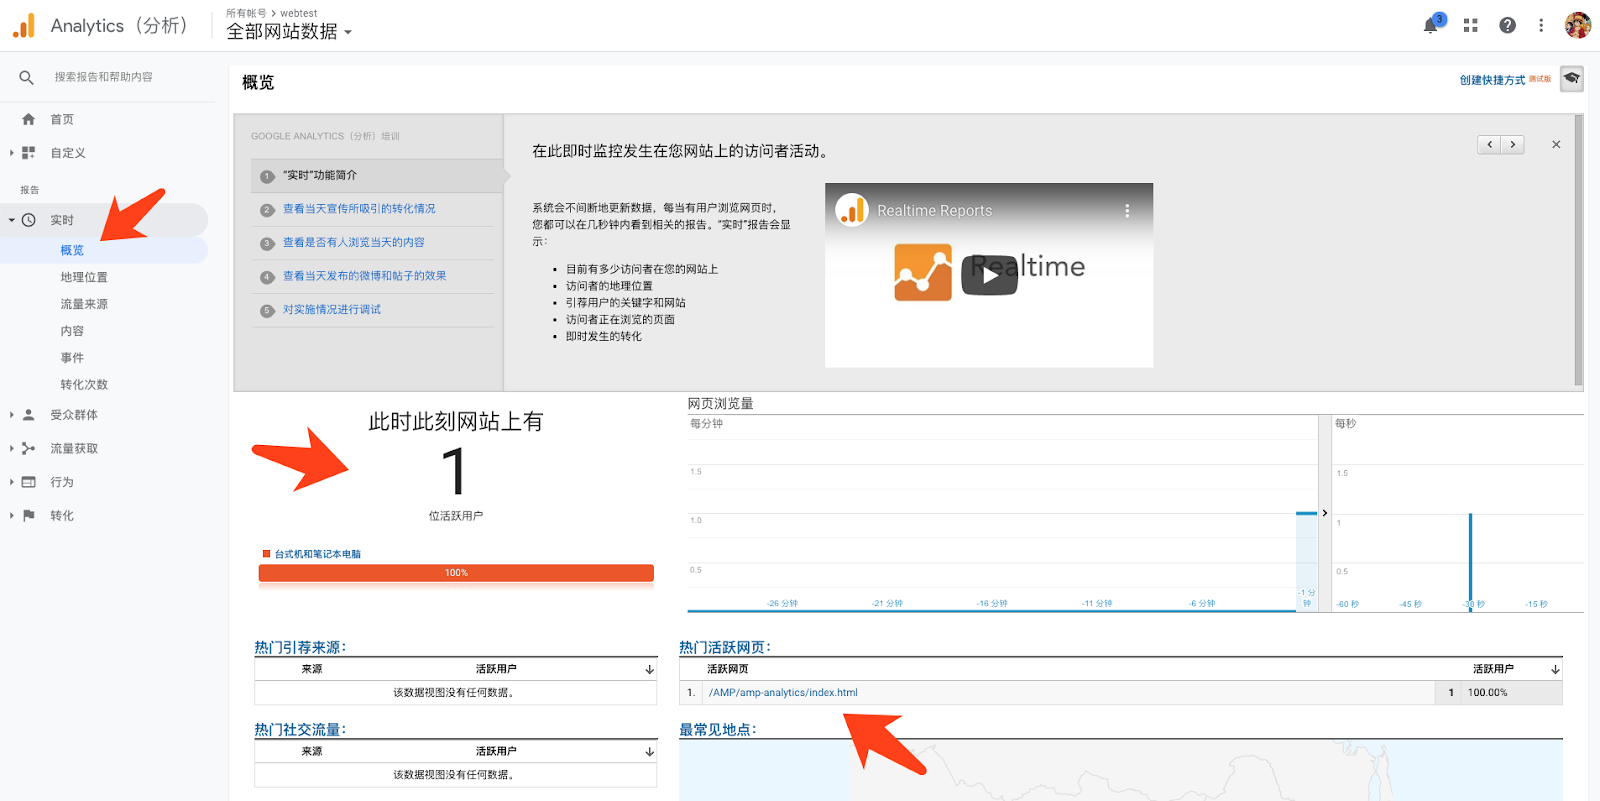 Analytics（分析）
所有帐号 > webtest
全部网站数据
3
搜索报告和帮助内容
首页
自定义
报告
实时
概览
地理位置
流量来源
内容
事件
转化次数
受众群体
流量获取
行为
转化
概览
创建快捷方式 测试版
GOOGLE ANALYTICS（分析）培训
1 “实时”功能简介
2 查看当天宣传所吸引的转化情况
3 查看是否有人浏览当天的内容
4 查看当天发布的微博和帖子的效果
5 对实施情况进行调试
在此即时监控发生在您网站上的访问者活动。
系统会不间断地更新数据，每当有用户浏览网页时，
您都可以在几秒钟内看到相关的报告。“实时”报告会显
示：
• 目前有多少访问者在您的网站上
• 访问者的地理位置
• 引荐用户的关键字和网站
• 访问者正在浏览的页面
• 即时发生的转化
Realtime Reports
Realtime
此时此刻网站上有
1
位活跃用户
台式机和笔记本电脑
100%
网页浏览量
每分钟
1.5
1.0
0.5
-26 分钟 -21 分钟 -16 分钟 -11 分钟 -6 分钟 -1 分
钟
每秒
1.5
1
0.5
-60 秒 -45 秒 -30 秒 -15 秒
热门引荐来源：
来源 活跃用户
该数据视图没有任何数据。
热门社交流量：
来源 活跃用户
该数据视图没有任何数据。
热门活跃网页：
活跃网页 活跃用户
1. /AMP/amp-analytics/index.html 1 100.00%
最常见地点：